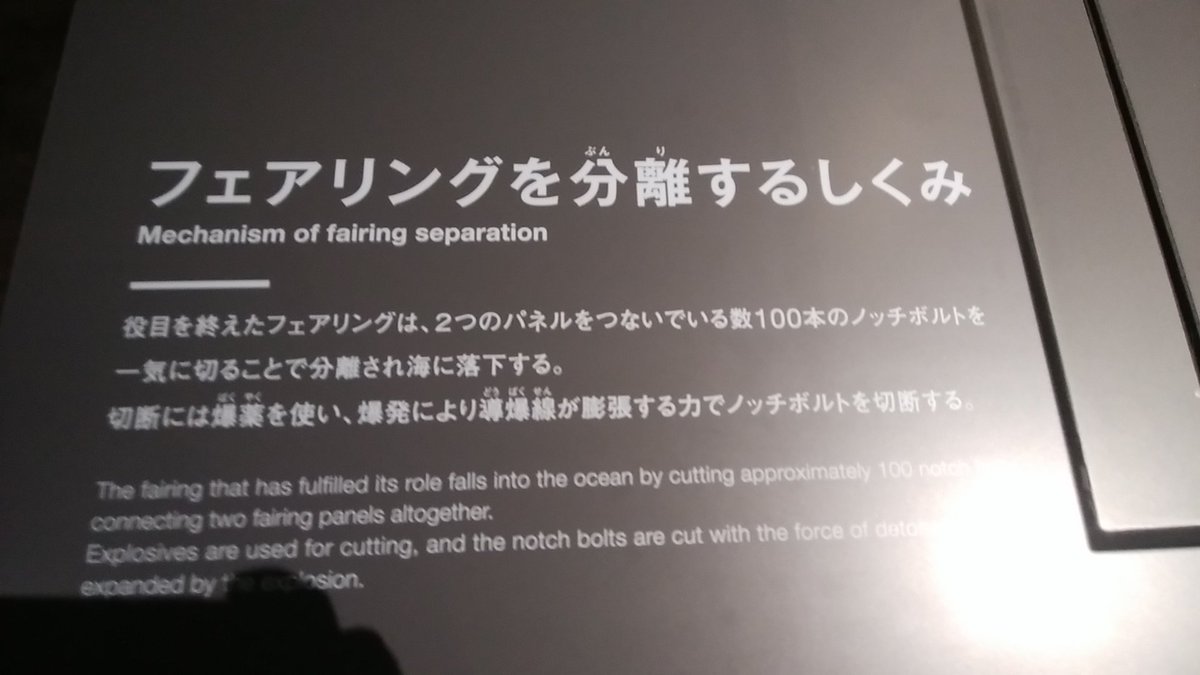 フェアリングを分離するしくみ
Mechanism of fairing separation
役目を終えたフェアリングは、2つのパネルをつないでいる数100本のノッチボルトを
一気に切ることで分離され海に落下する。
切断には爆薬を使い、爆発により導爆線が膨張する力でノッチボルトを切断する。
The fairing that has fulfilled its role falls into the ocean by cutting approximately 100 notch
connecting two fairing panels altogether.
Explosives are used for cutting, and the notch bolts are cut with the force of
expanded by the explosion.